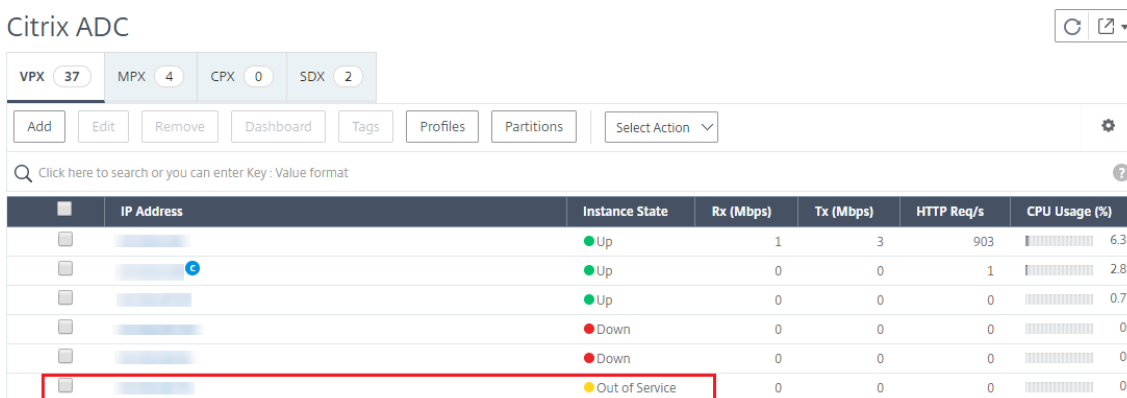 Citrix ADC
VPX 37 MPX 4 CPX 0 SDX 2
Add Edit Remove Dashboard Tags Profiles Partitions Select Action
Click here to search or you can enter Key : Value format ?
IP Address Instance State Rx (Mbps) Tx (Mbps) HTTP Req/s CPU Usage (%)
Up 1 3 903 6.3
C Up 0 0 1 2.8
Up 0 0 0 0.7
Down 0 0 0 0
Down 0 0 0 0
Out of Service 0 0 0 0